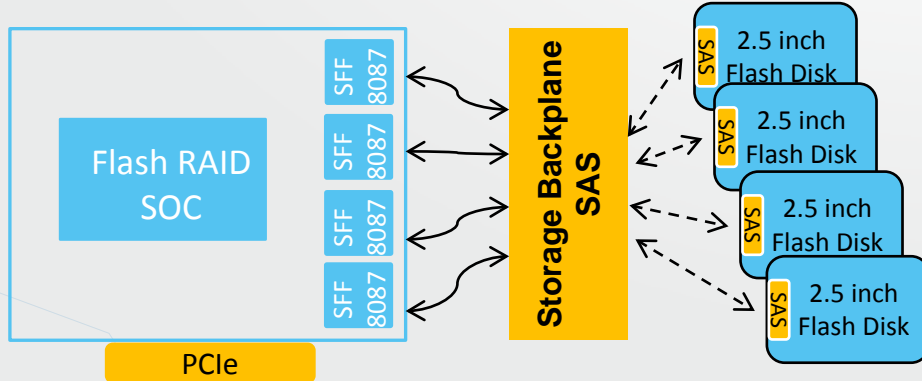 Flash RAID
SOC
SFF
8087
SFF
8087
SFF
8087
SFF
8087
PCIe
Storage Backplane
SAS
SAS
2.5 inch
Flash Disk
SAS
2.5 inch
Flash Disk
SAS
2.5 inch
Flash Disk
SAS
2.5 inch
Flash Disk